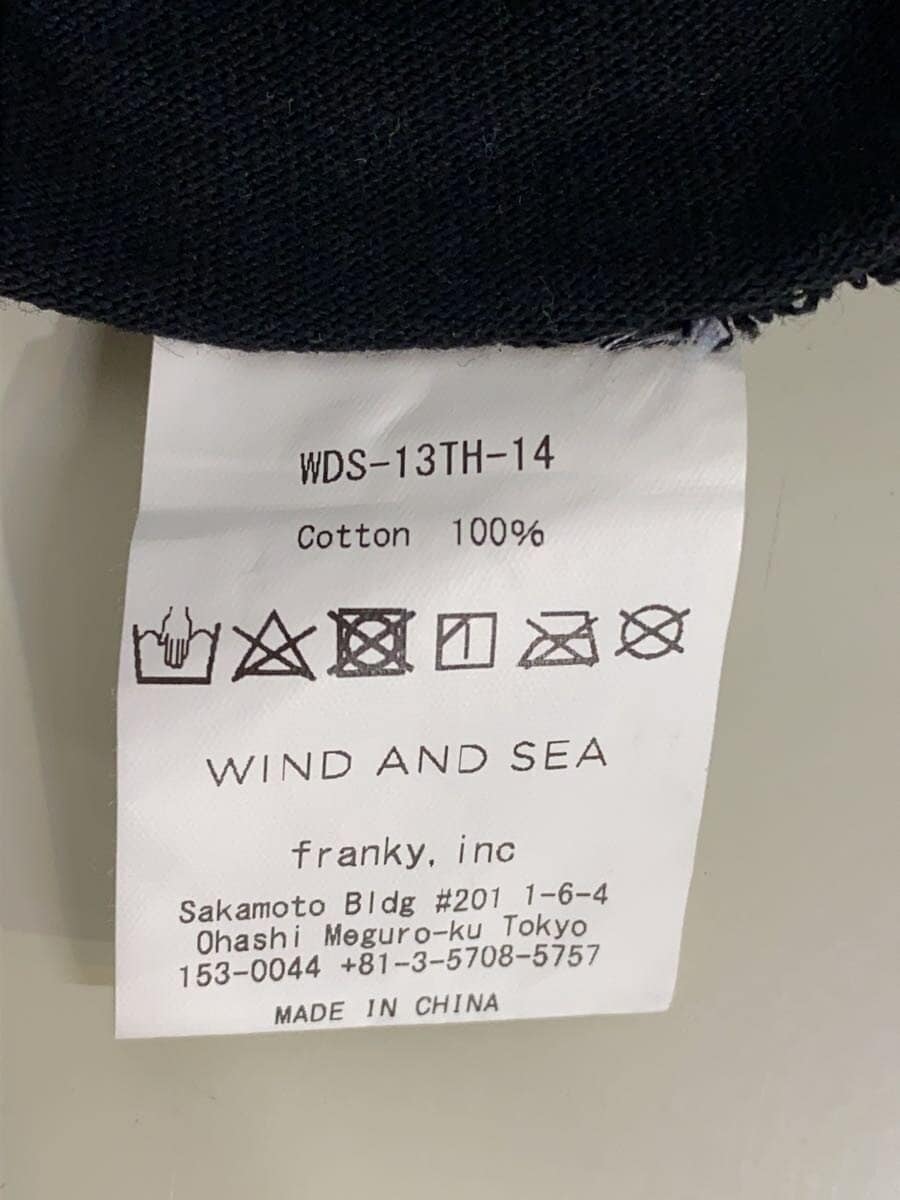 WDS-13TH-14
Cotton 100%
WIND AND SEA
franky, inc
Sakamoto Bldg #201 1-6-4
Ohashi Meguro-ku Tokyo
153-0044 +81-3-5708-5757
MADE IN CHINA